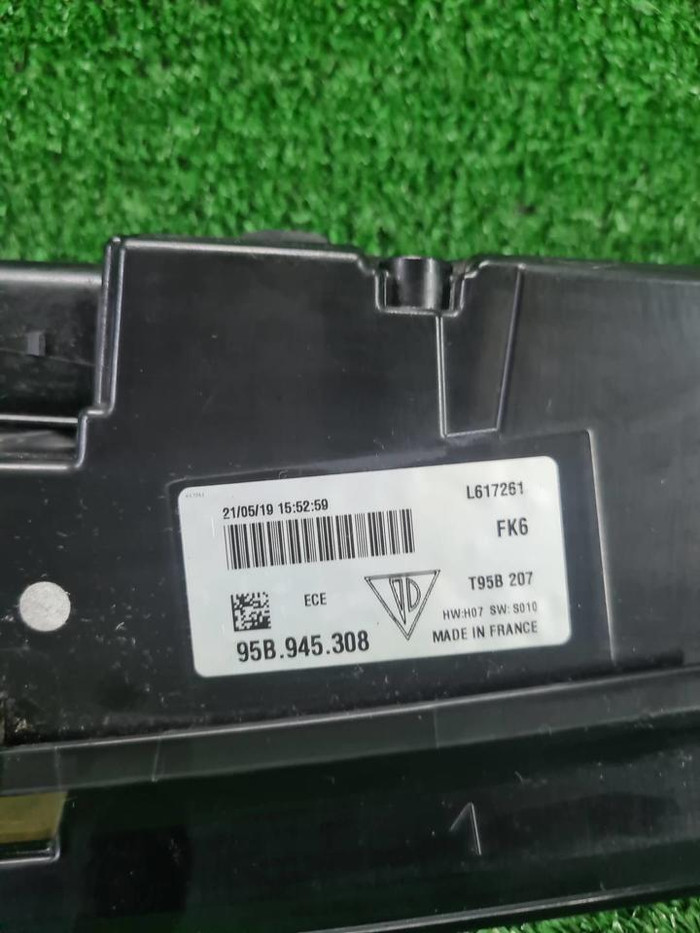 21/05/19 15:52:59
L617261
FK6
ECE
T95B 207
HW:H07 SW:S010
95B.945.308
MADE IN FRANCE
1